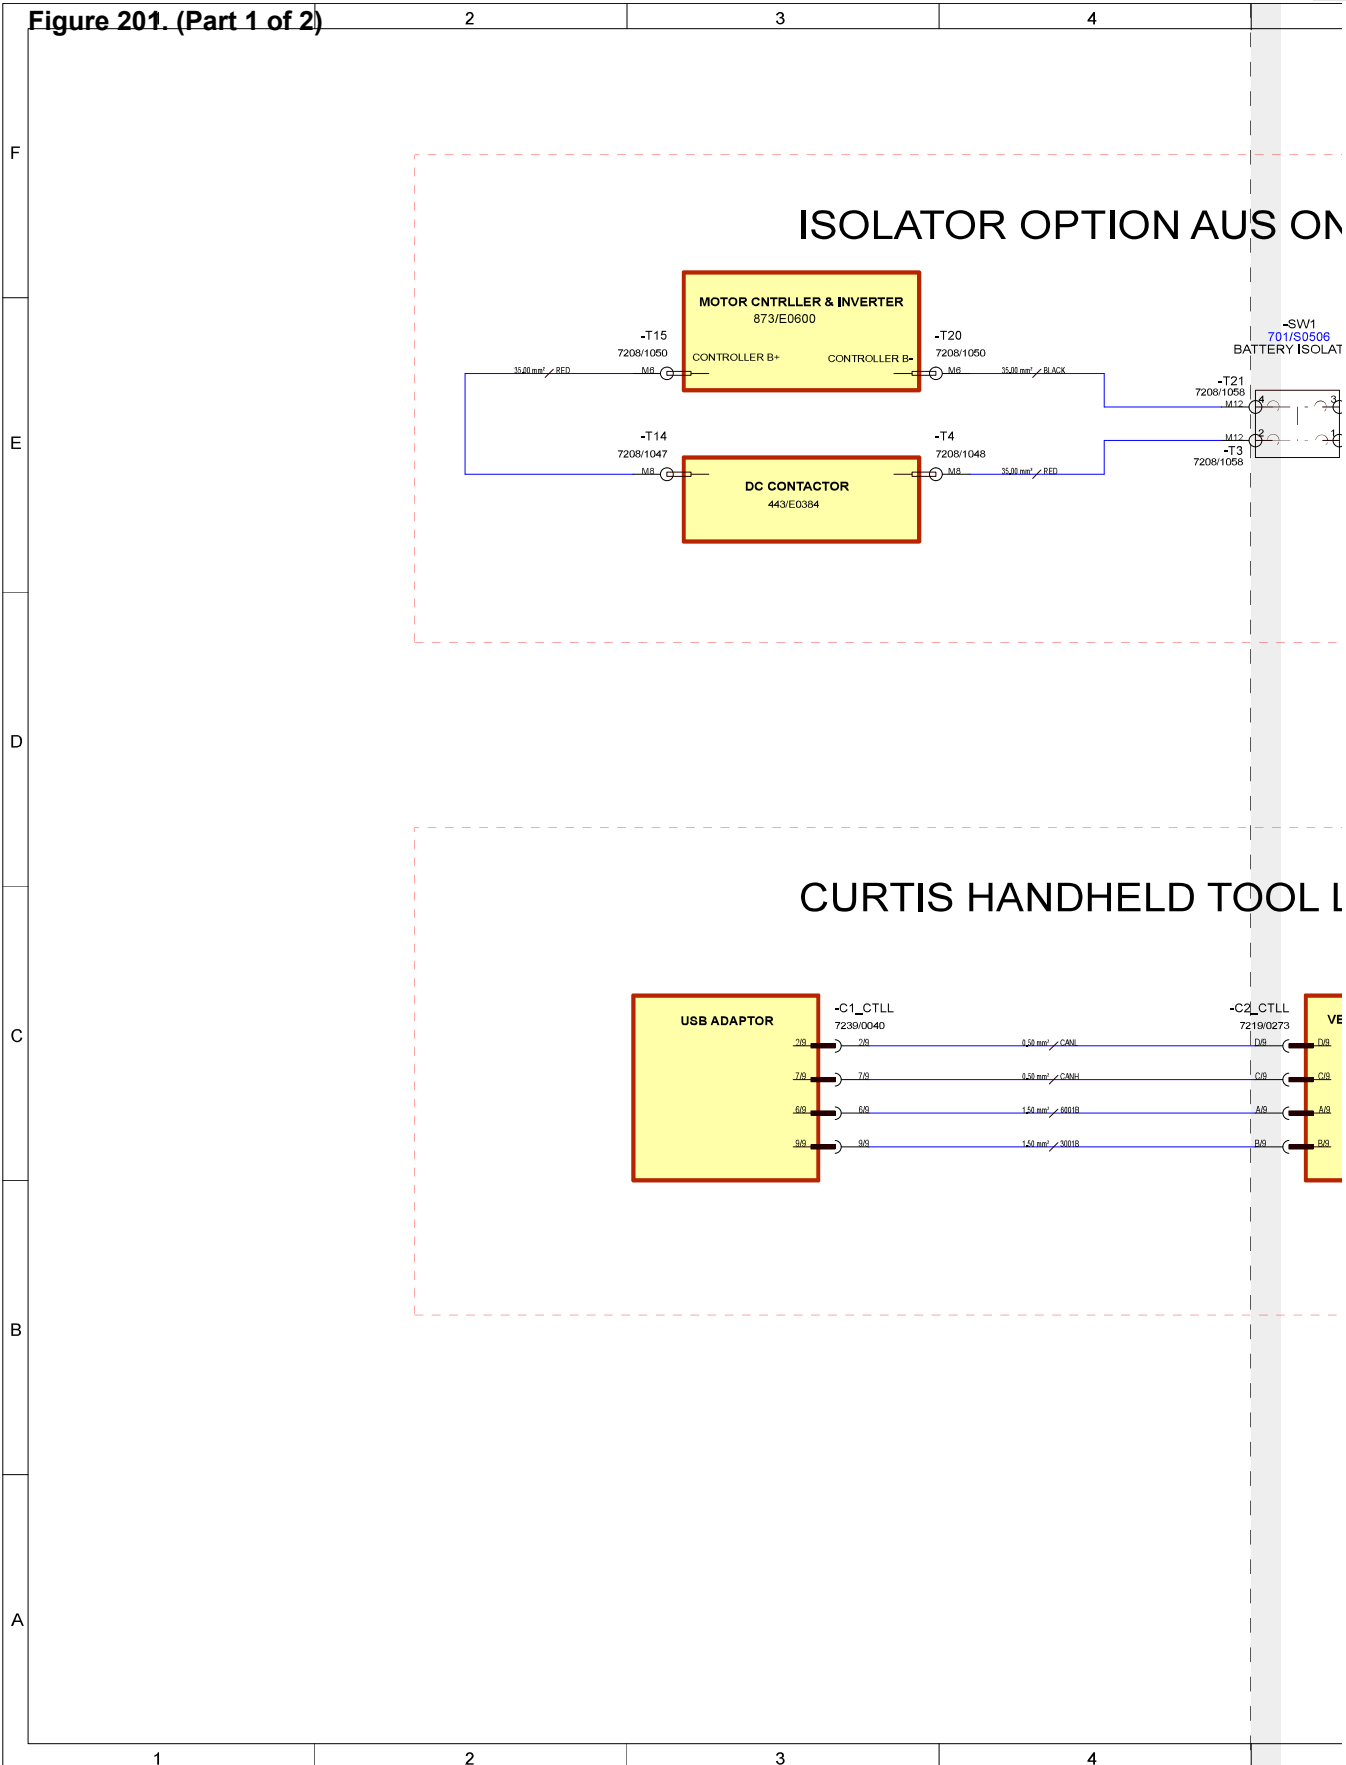 Figure 201. (Part 1 of 2)
1 2 3 4
F
ISOLATOR OPTION AUS ON
MOTOR CNTRLLER & INVERTER
873/E0600
-T15
7208/1050
CONTROLLER B+
CONTROLLER B-
-T20
7208/1050
35.00 mm² RED
M6
M6
35.00 mm² BLACK
-SW1
701/S0506
BATTERY ISOLAT
-T21
7208/1058
M12
4
3
E
-T14
7208/1047
M8
DC CONTACTOR
443/E0384
-T4
7208/1048
M8
35.00 mm² RED
M12
2
1
-T3
7208/1058
D
CURTIS HANDHELD TOOL L
C
USB ADAPTOR
-C1_CTLL
7239/0040
-C2_CTLL
7219/0273
VE
2/9 2/9 0.50 mm² CANL D/9 D/9
7/9 7/9 0.50 mm² CANH C/9 C/9
6/9 6/9 1.50 mm² 6001B A/9 A/9
9/9 9/9 1.50 mm² 3001B B/9 B/9
B
A
1 2 3 4